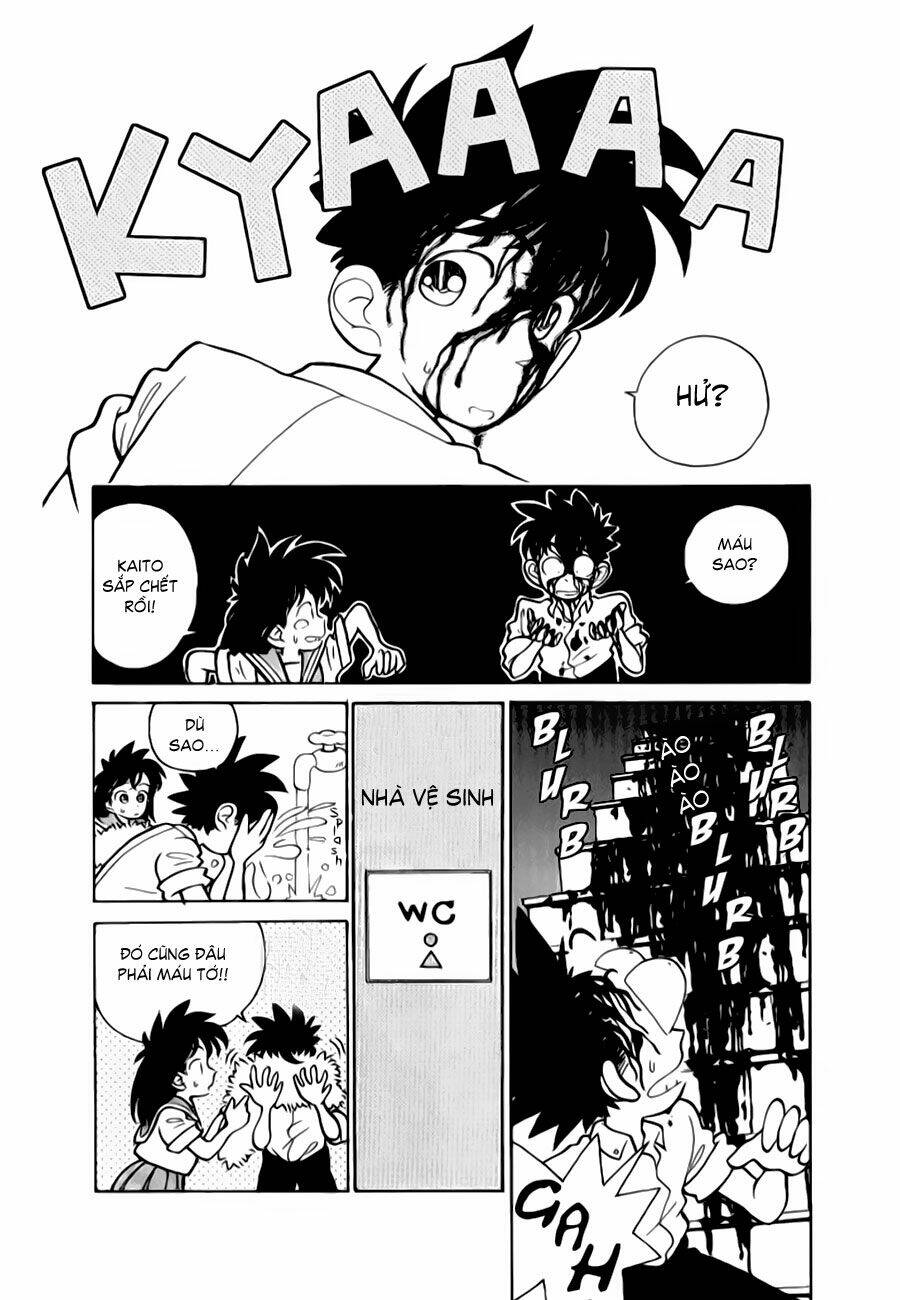 KYAAAA
HỬ?
MÁU
SAO?
KAITO
SẮP CHẾT
RỒI!
BLURB
BLURB
ÀO
ÀO
ÀO
BLURB
GAH
NHÀ VỆ SINH
WC
DÙ
SAO...
Splash
ĐÓ CŨNG ĐÂU
PHẢI MÁU TỚ!!